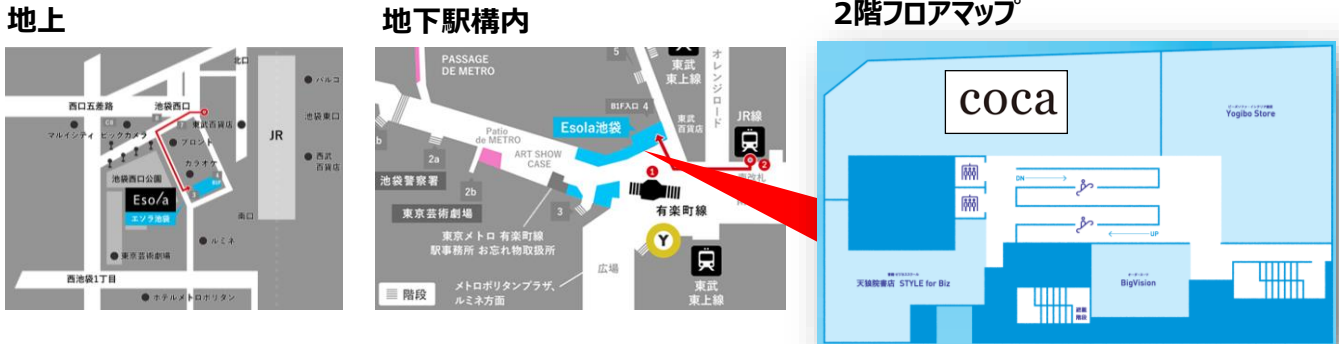 地上
北口
パルコ
西口五差路
池袋西口
池袋東口
C6
マルイシティ
ビックカメラ
東武百貨店
JR
フロント
西武
百貨店
カラオケ
池袋西口公園
Esola
エソラ池袋
南口
ルミネ
東京芸術劇場
西池袋1丁目
ホテルメトロポリタン
地下駅構内
PASSAGE
DE METRO
5
東武
東上線
オレンジロード
B1F入口 4
東武
百貨店
JR線
Esola池袋
Patio
de METRO
ART SHOW
CASE
b
2a
池袋警察署
2b
東京芸術劇場
3
1
2
有楽町線
東京メトロ 有楽町線
駅事務所 お忘れ物取扱所
Y
広場
東武
東上線
階段
メトロポリタンプラザ、
ルミネ方面
2階フロアマップ
coca
Yogibo Store
DN
UP
天狼院書店 STYLE for Biz
BigVision
避難
階段